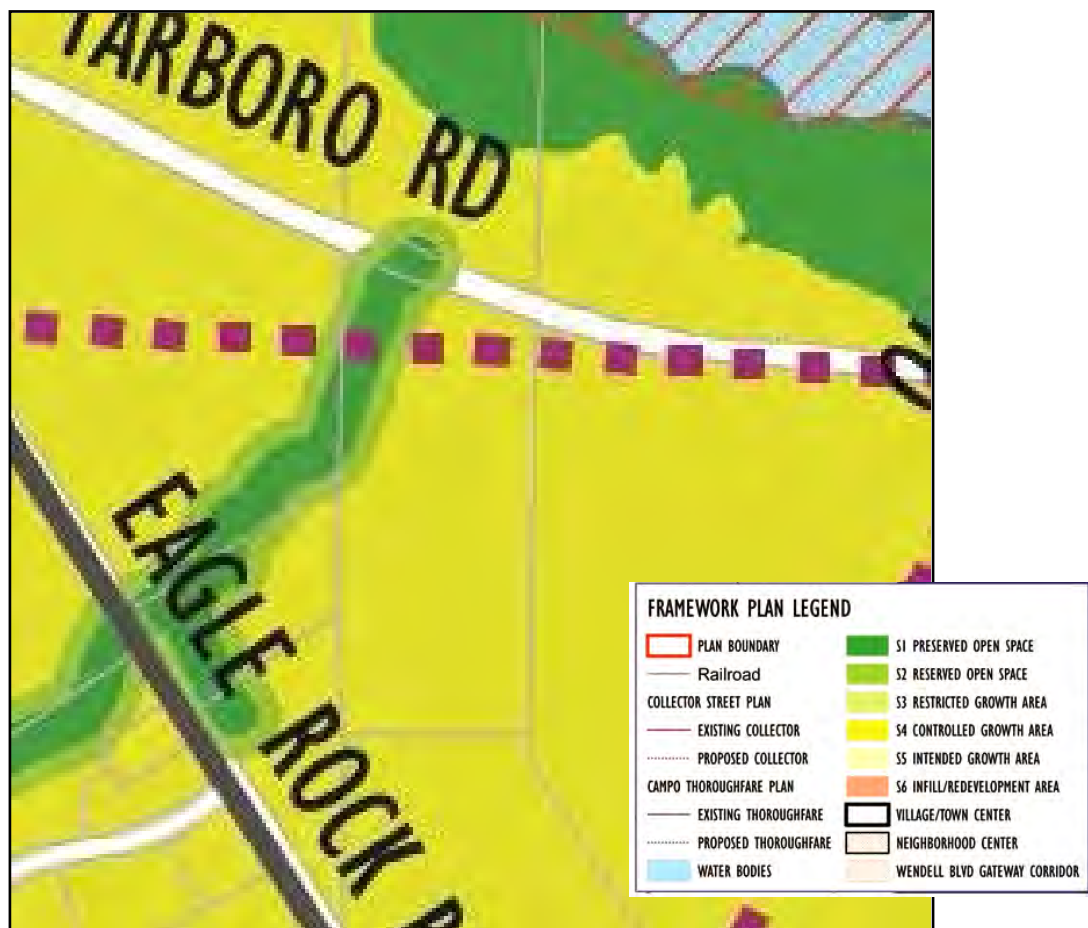 TARBORO RD
EAGLE ROCK
FRAMEWORK PLAN LEGEND
PLAN BOUNDARY
Railroad
COLLECTOR STREET PLAN
EXISTING COLLECTOR
PROPOSED COLLECTOR
CAMPO THOROUGHFARE PLAN
EXISTING THOROUGHFARE
PROPOSED THOROUGHFARE
WATER BODIES
S1 PRESERVED OPEN SPACE
S2 RESERVED OPEN SPACE
S3 RESTRICTED GROWTH AREA
S4 CONTROLLED GROWTH AREA
S5 INTENDED GROWTH AREA
S6 INFILL/REDEVELOPMENT AREA
VILLAGE/TOWN CENTER
NEIGHBORHOOD CENTER
WENDELL BLVD GATEWAY CORRIDOR